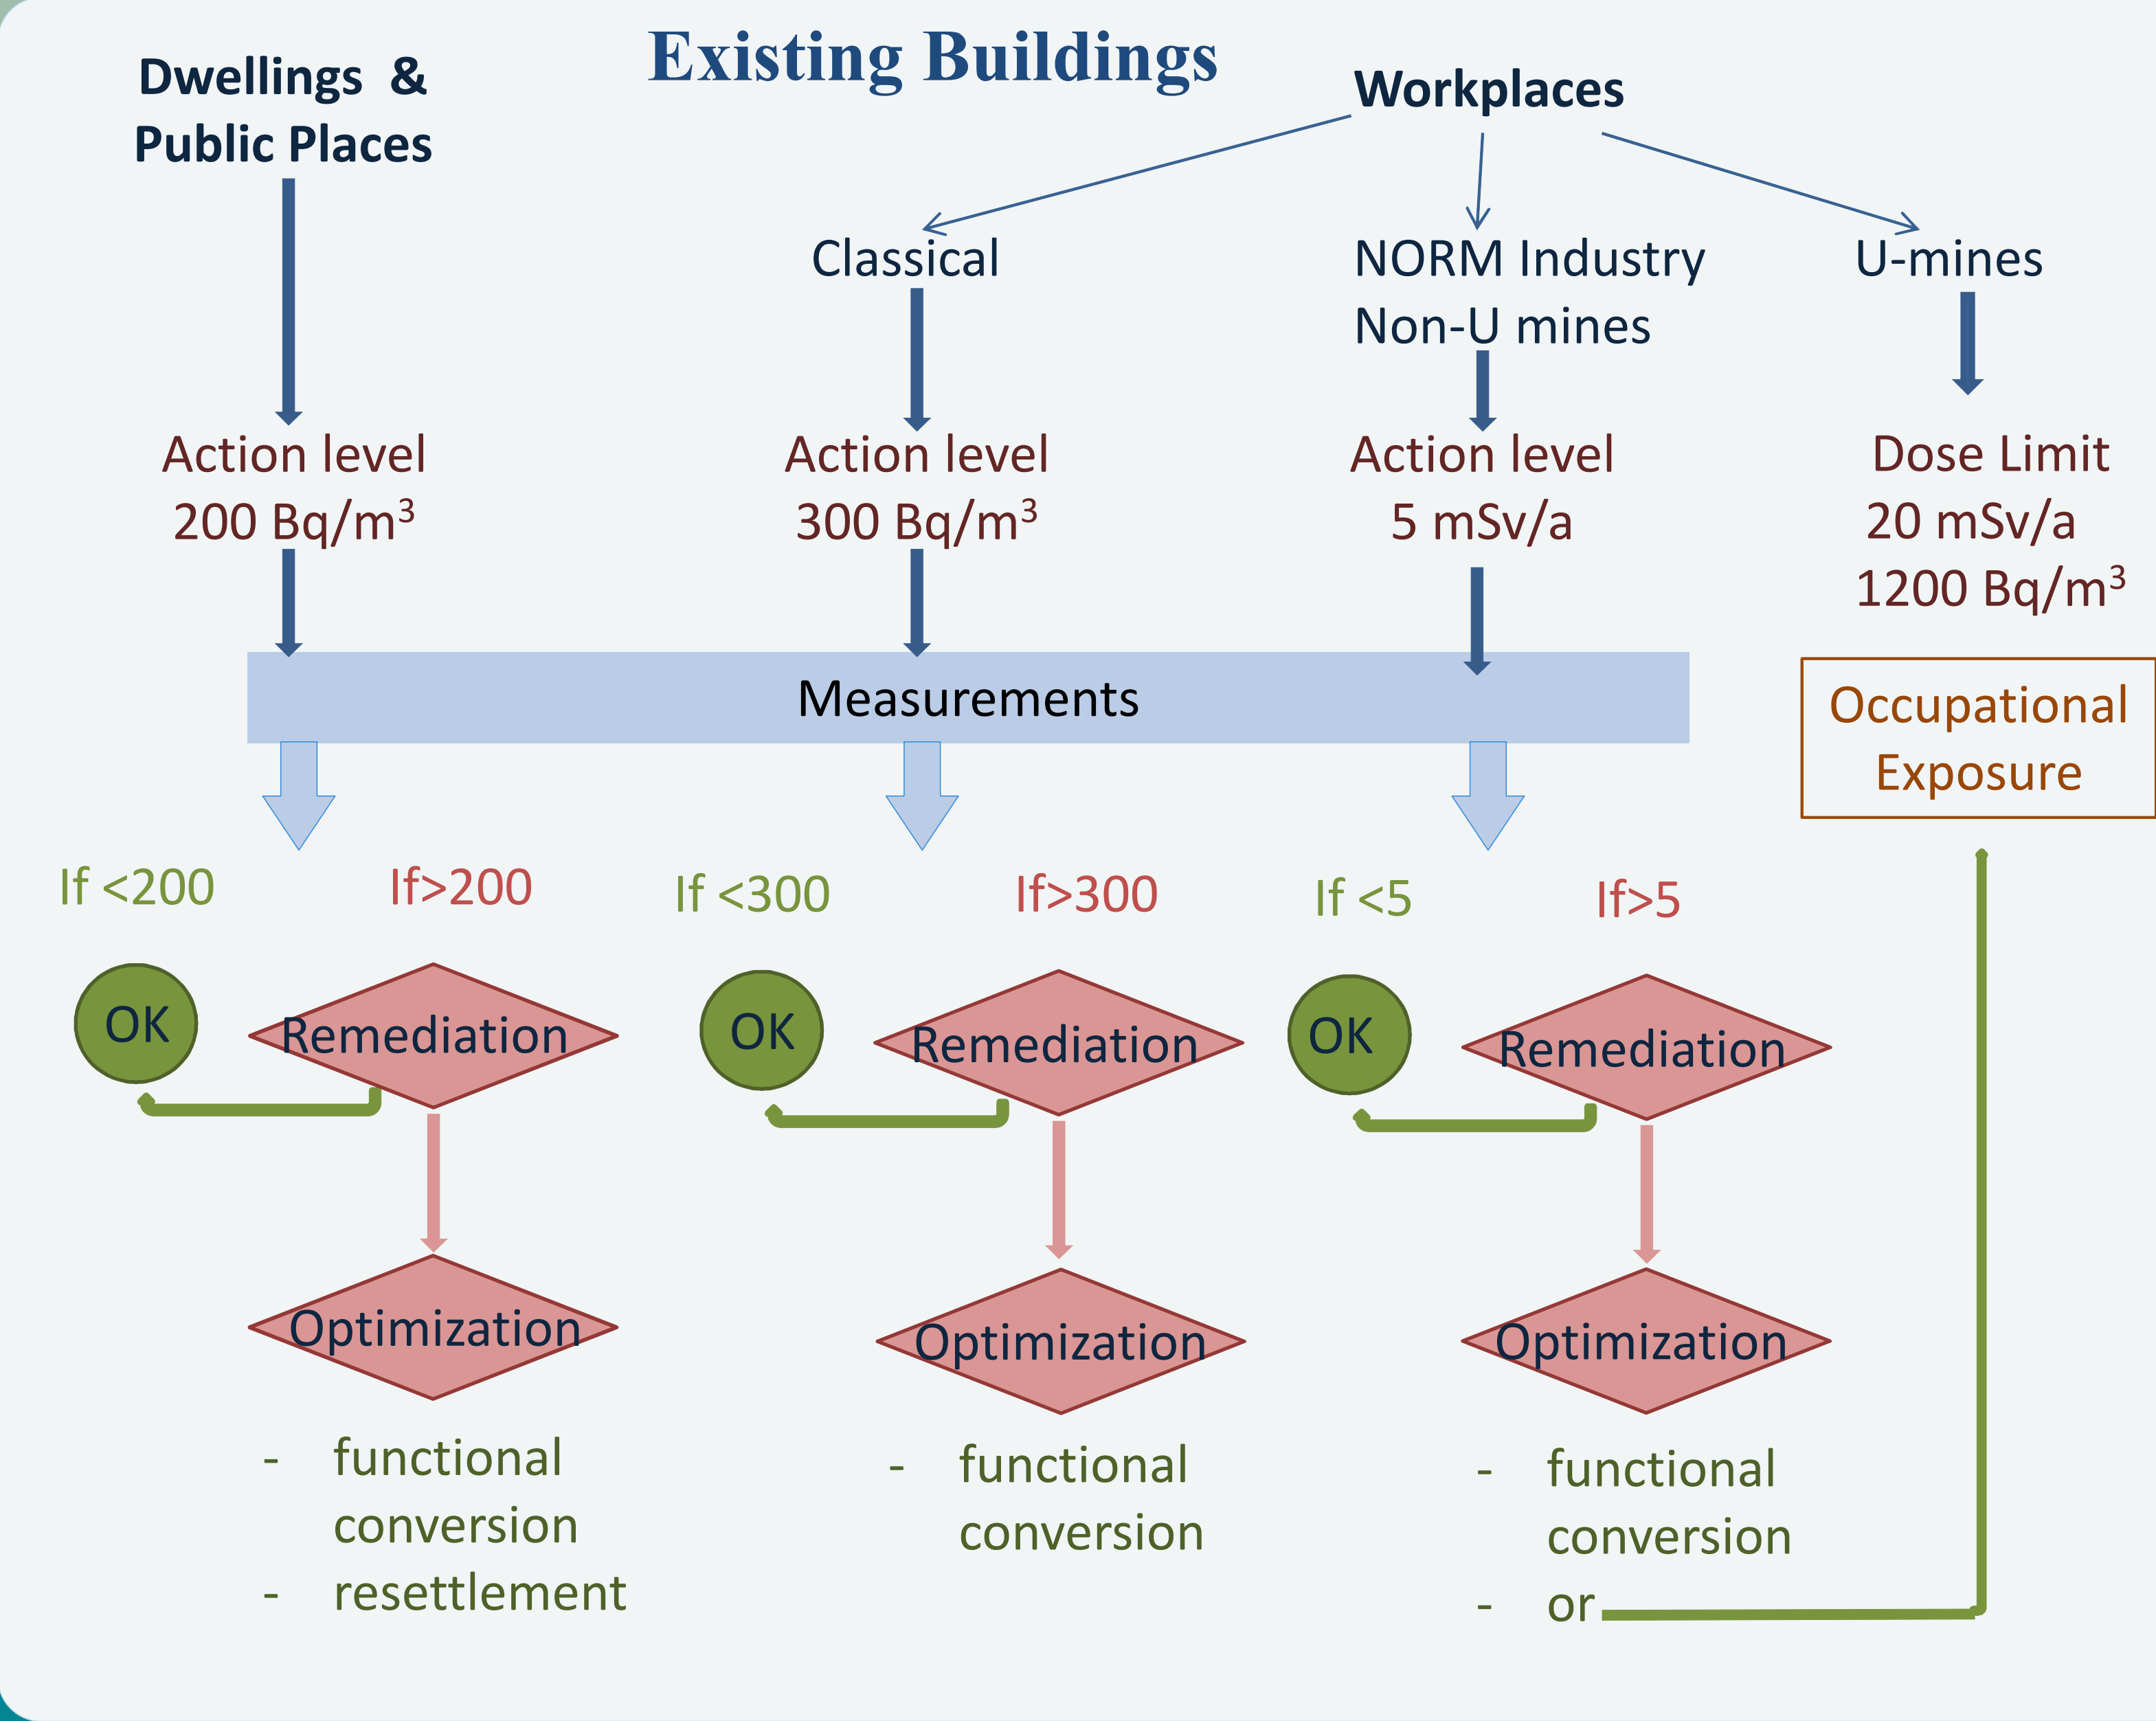 Existing Buildings
Dwellings &
Public Places
Workplaces
Classical
NORM Industry
Non-U mines
U-mines
Action level
200 Bq/m³
Action level
300 Bq/m³
Action level
5 mSv/a
Dose Limit
20 mSv/a
1200 Bq/m³
Measurements
Occupational
Exposure
If <200
If>200
If <300
If>300
If <5
If>5
OK
Remediation
OK
Remediation
OK
Remediation
Optimization
Optimization
Optimization
- functional
conversion
- resettlement
- functional
conversion
- functional
conversion
- or